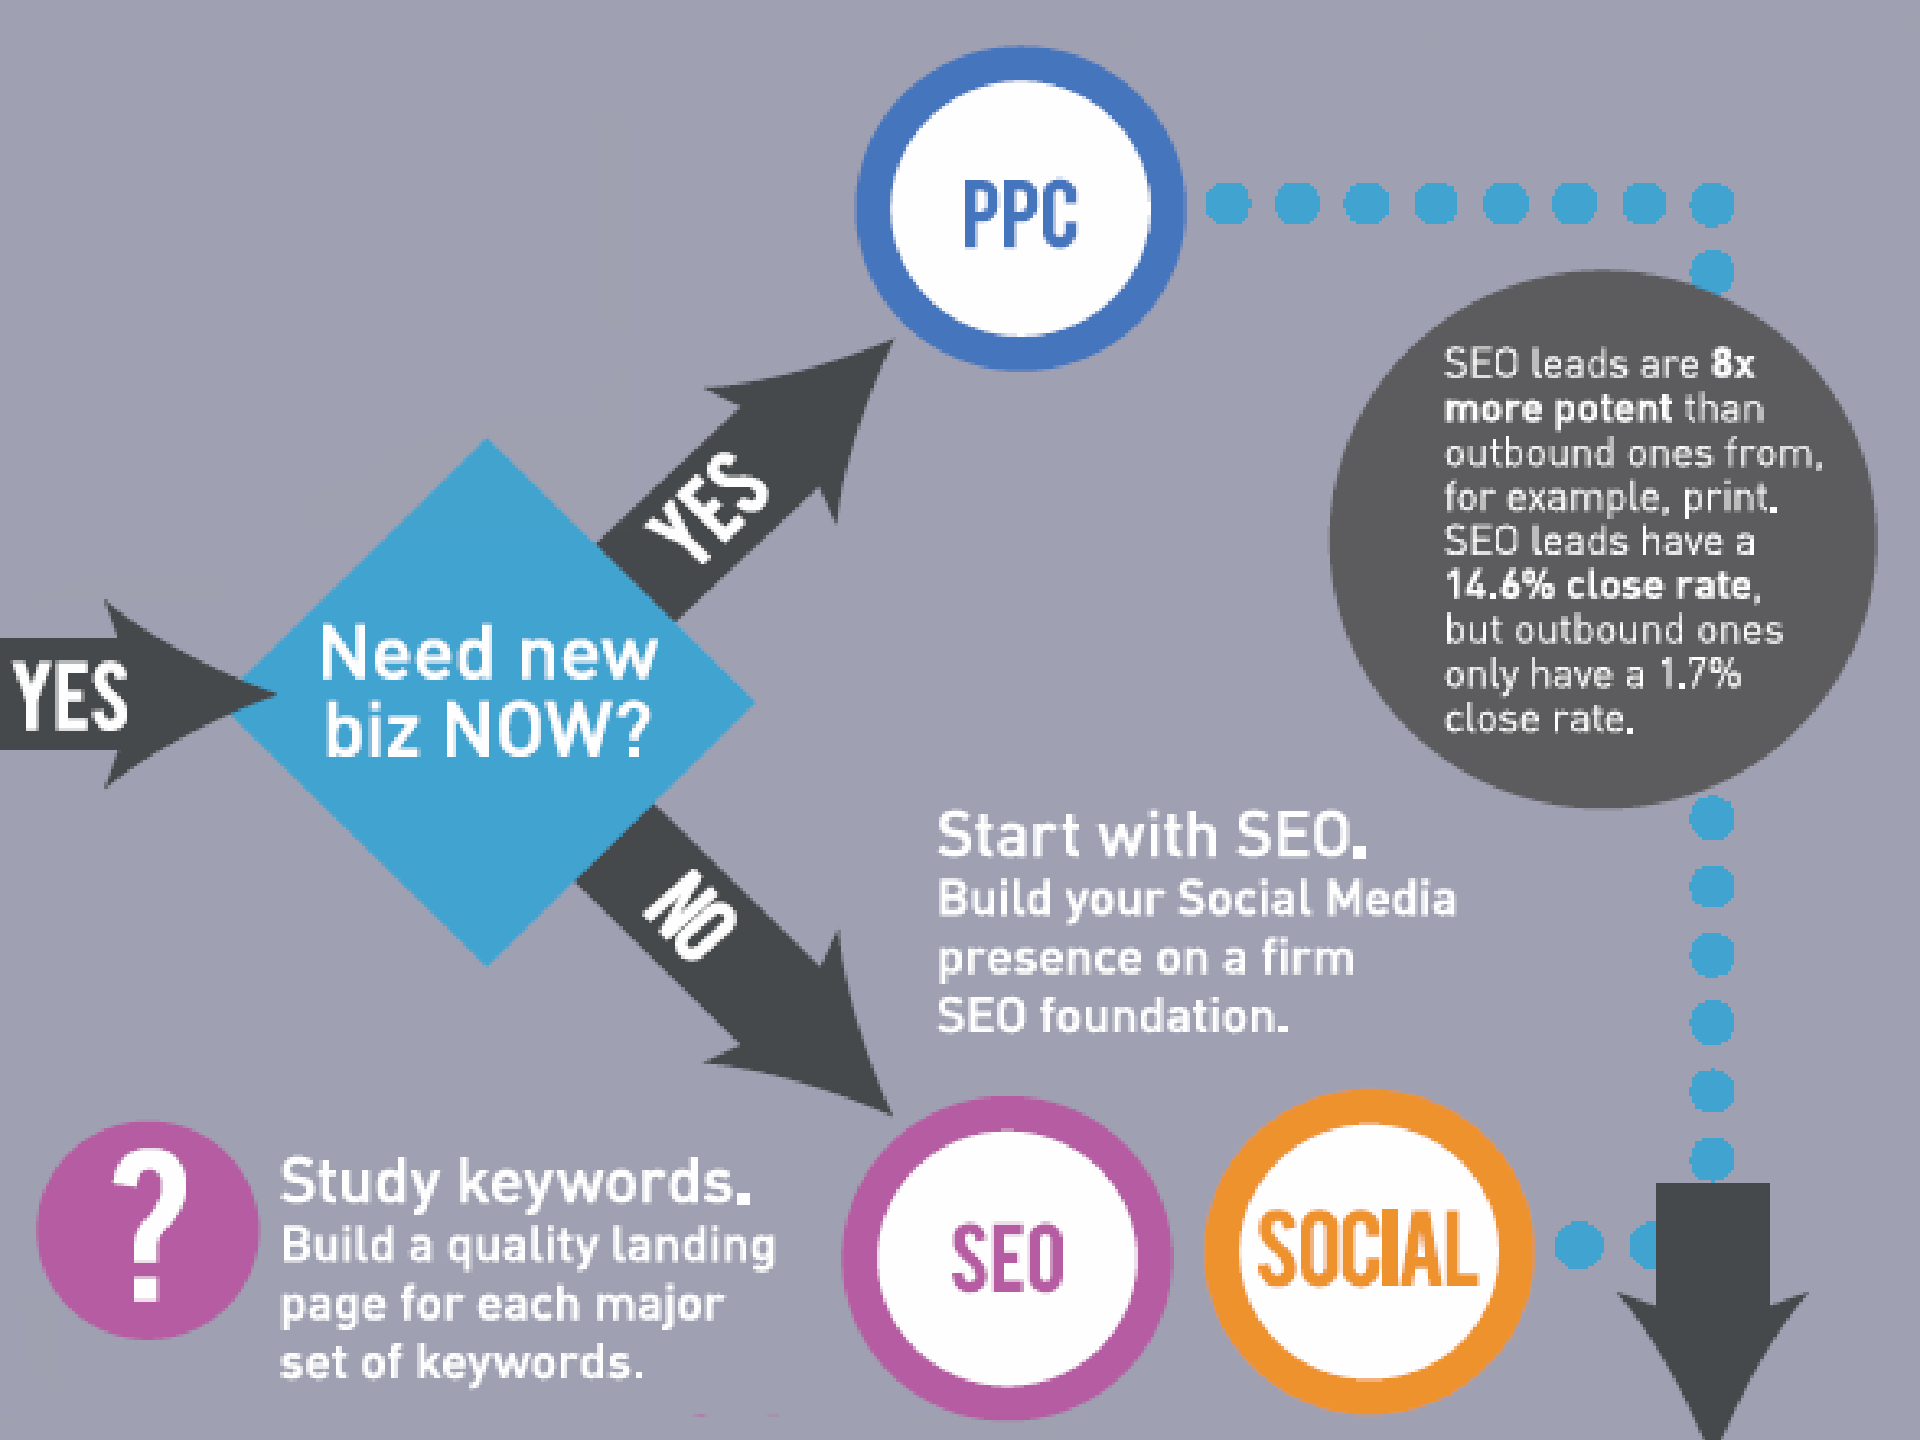 PPC
SEO leads are 8x
more potent than
outbound ones from,
for example, print.
SEO leads have a
14.6% close rate,
but outbound ones
only have a 1.7%
close rate.
YES
YES
Need new
biz NOW?
NO
Start with SEO.
Build your Social Media
presence on a firm
SEO foundation.
?
Study keywords.
Build a quality landing
page for each major
set of keywords.
SEO
SOCIAL